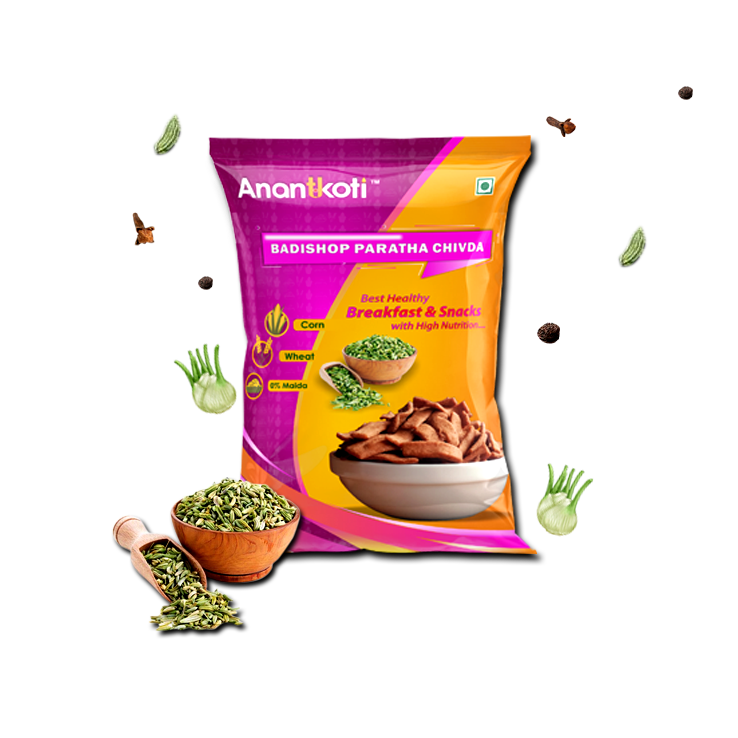 Anantkoti™
BADISHOP PARATHA CHIVDA
Best Healthy
Breakfast & Snacks
with High Nutrition...
Corn
Wheat
0% Maida